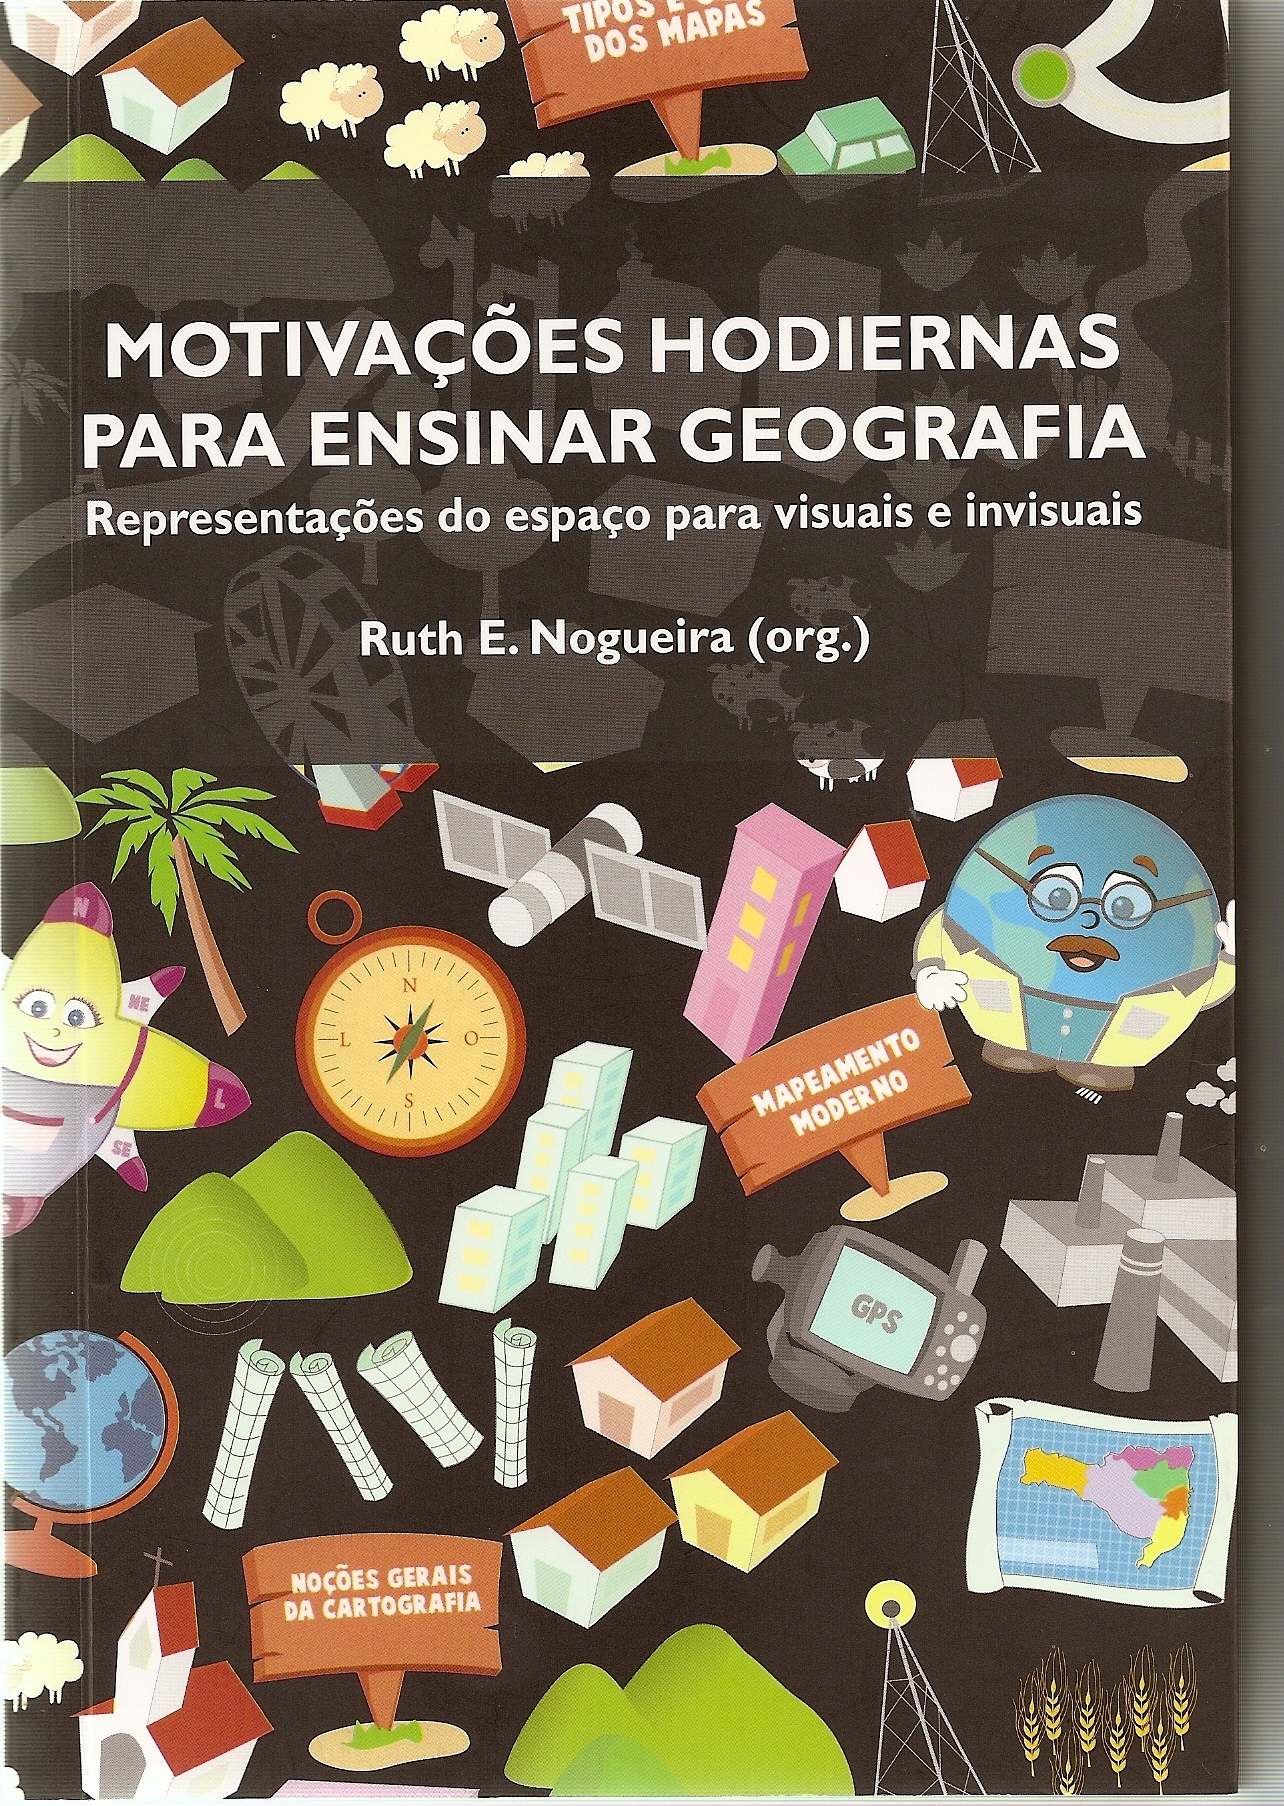 TIPOS E
DOS MAPAS
MOTIVAÇÕES HODIERNAS
PARA ENSINAR GEOGRAFIA
Representações do espaço para visuais e invisuais
Ruth E. Nogueira (org.)
N
NE
L
SE
N
L
O
S
MAPEAMENTO
MODERNO
GPS
NOÇÕES GERAIS
DA CARTOGRAFIA